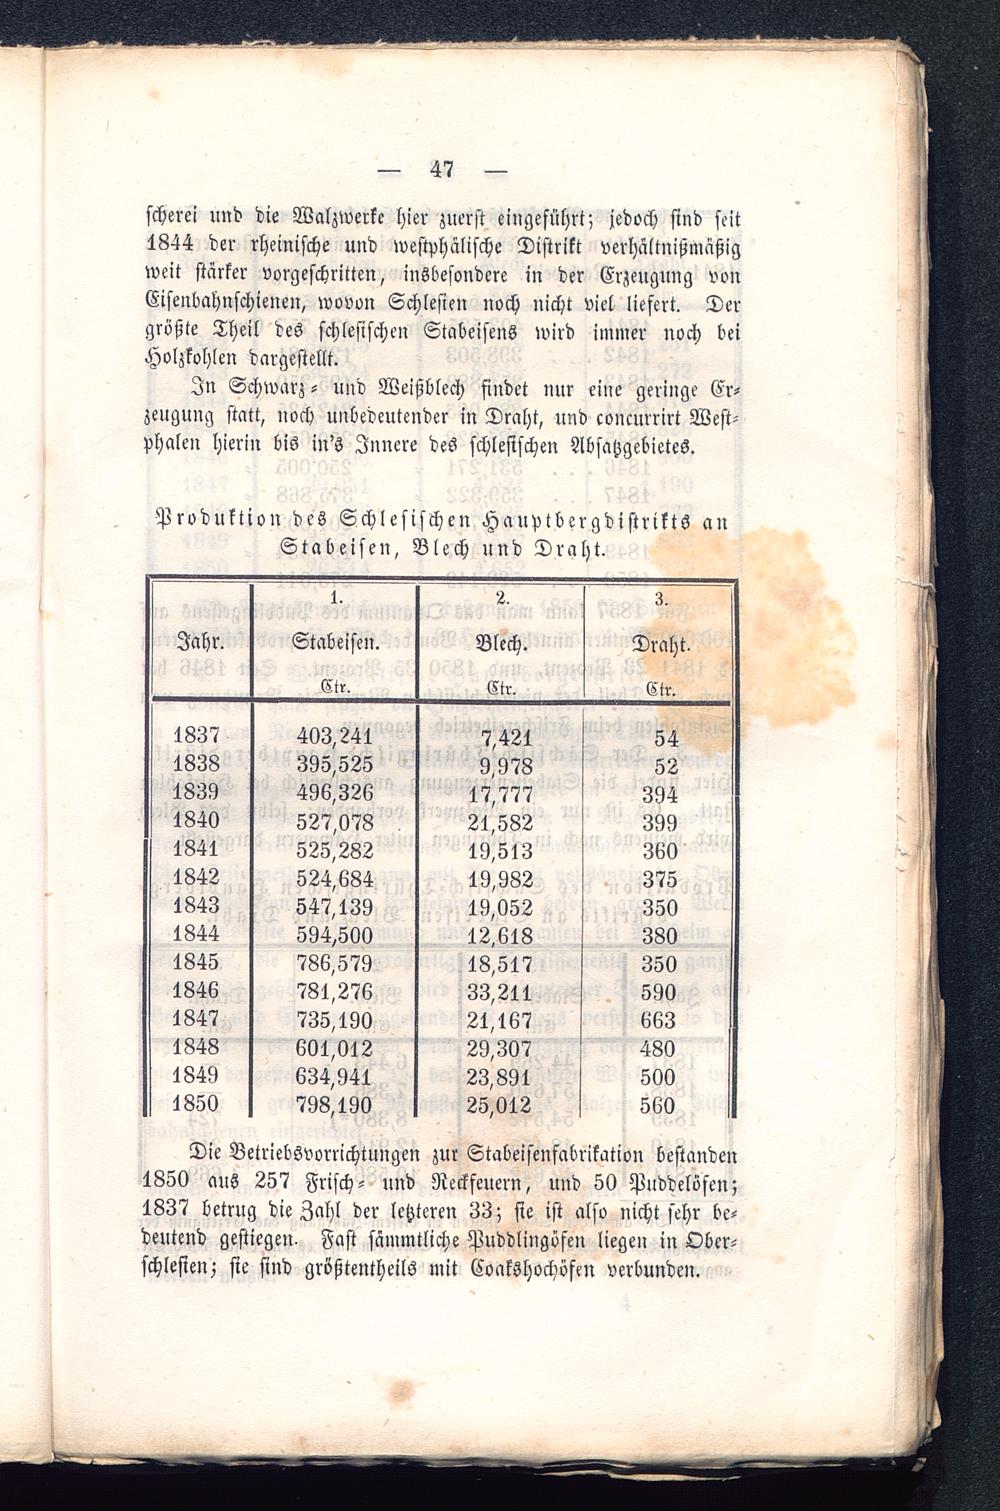 — 47 —
scherei und die Walzwerke hier zuerst eingeführt; jedoch sind seit
1844 der rheinische und westphälische Distrikt verhältnißmäßig
weit stärker vorgeschritten, insbesondere in der Erzeugung von
Eisenbahnschienen, wovon Schlesien noch nicht viel liefert. Der
größte Theil des schlesischen Stabeisens wird immer noch bei
Holzkohlen dargestellt.
In Schwarz- und Weißblech findet nur eine geringe Er-
zeugung statt, noch unbedeutender in Draht, und concurrirt West-
phalen hierin bis in's Innere des schlesischen Absatzgebietes.
Produktion des Schlesischen Hauptbergdistrikts an
Stabeisen, Blech und Draht.
1. 2. 3.
Jahr. Stabeisen. Blech. Draht.
Ctr. Ctr. Ctr.
1837 403,241 7,421 54
1838 395,525 9,978 52
1839 496,326 17,777 394
1840 527,078 21,582 399
1841 525,282 19,513 360
1842 524,684 19,982 375
1843 547,139 19,052 350
1844 594,500 12,618 380
1845 786,579 18,517 350
1846 781,276 33,211 590
1847 735,190 21,167 663
1848 601,012 29,307 480
1849 634,941 23,891 500
1850 798,190 25,012 560
Die Betriebsvorrichtungen zur Stabeisenfabrikation bestanden
1850 aus 257 Frisch- und Reckfeuern, und 50 Puddelöfen;
1837 betrug die Zahl der letzteren 33; sie ist also nicht sehr be-
deutend gestiegen. Fast sämmtliche Puddlingöfen liegen in Ober-
schlesien; sie sind größtentheils mit Coakshochöfen verbunden.